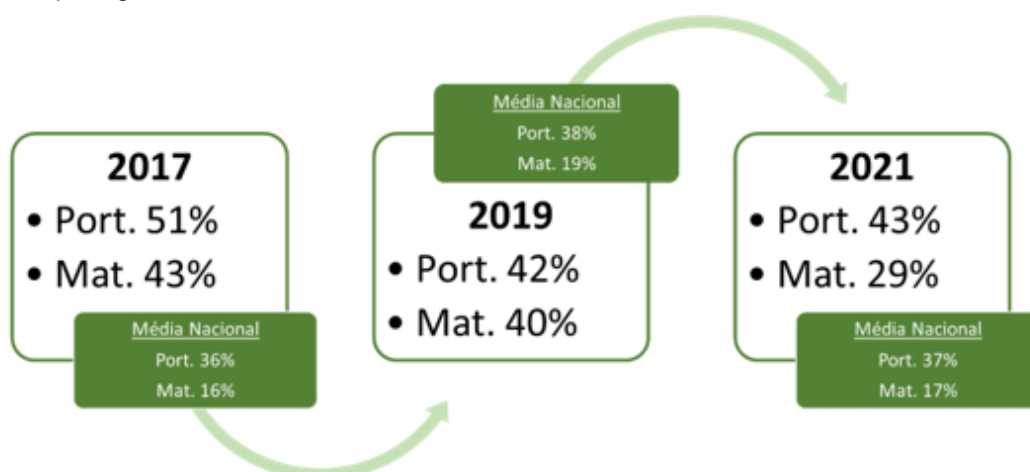 2017
• Port. 51%
• Mat. 43%
Média Nacional
Port. 36%
Mat. 16%
Média Nacional
Port. 38%
Mat. 19%
2019
• Port. 42%
• Mat. 40%
2021
• Port. 43%
• Mat. 29%
Média Nacional
Port. 37%
Mat. 17%